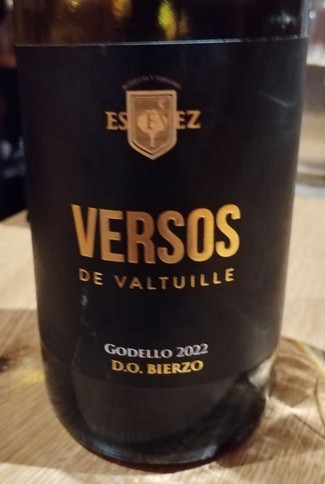 VERSOS
DE VALTUILLE
GODELLO 2022
D.O. BIERZO